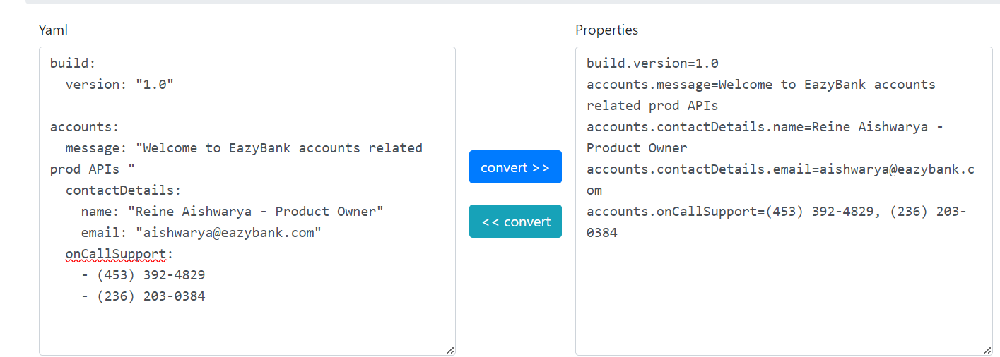 Yaml
build:
  version: "1.0"

accounts:
  message: "Welcome to EazyBank accounts related
prod APIs "
  contactDetails:
    name: "Reine Aishwarya - Product Owner"
    email: "aishwarya@eazybank.com"
  onCallSupport:
    - (453) 392-4829
    - (236) 203-0384
convert >>
<< convert
Properties
build.version=1.0
accounts.message=Welcome to EazyBank accounts
related prod APIs
accounts.contactDetails.name=Reine Aishwarya -
Product Owner
accounts.contactDetails.email=aishwarya@eazybank.c
om
accounts.onCallSupport=(453) 392-4829, (236) 203-
0384